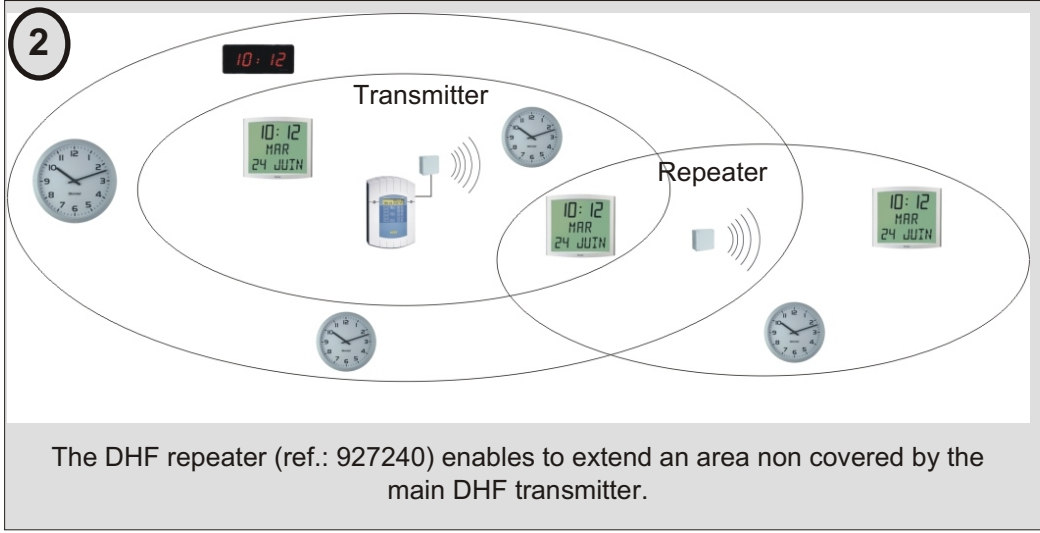 2
10:12
Transmitter
10:12
MAR
24 JUIN
Repeater
10:12
MAR
24 JUIN
10:12
MAR
24 JUIN
The DHF repeater (ref.: 927240) enables to extend an area non covered by the
main DHF transmitter.